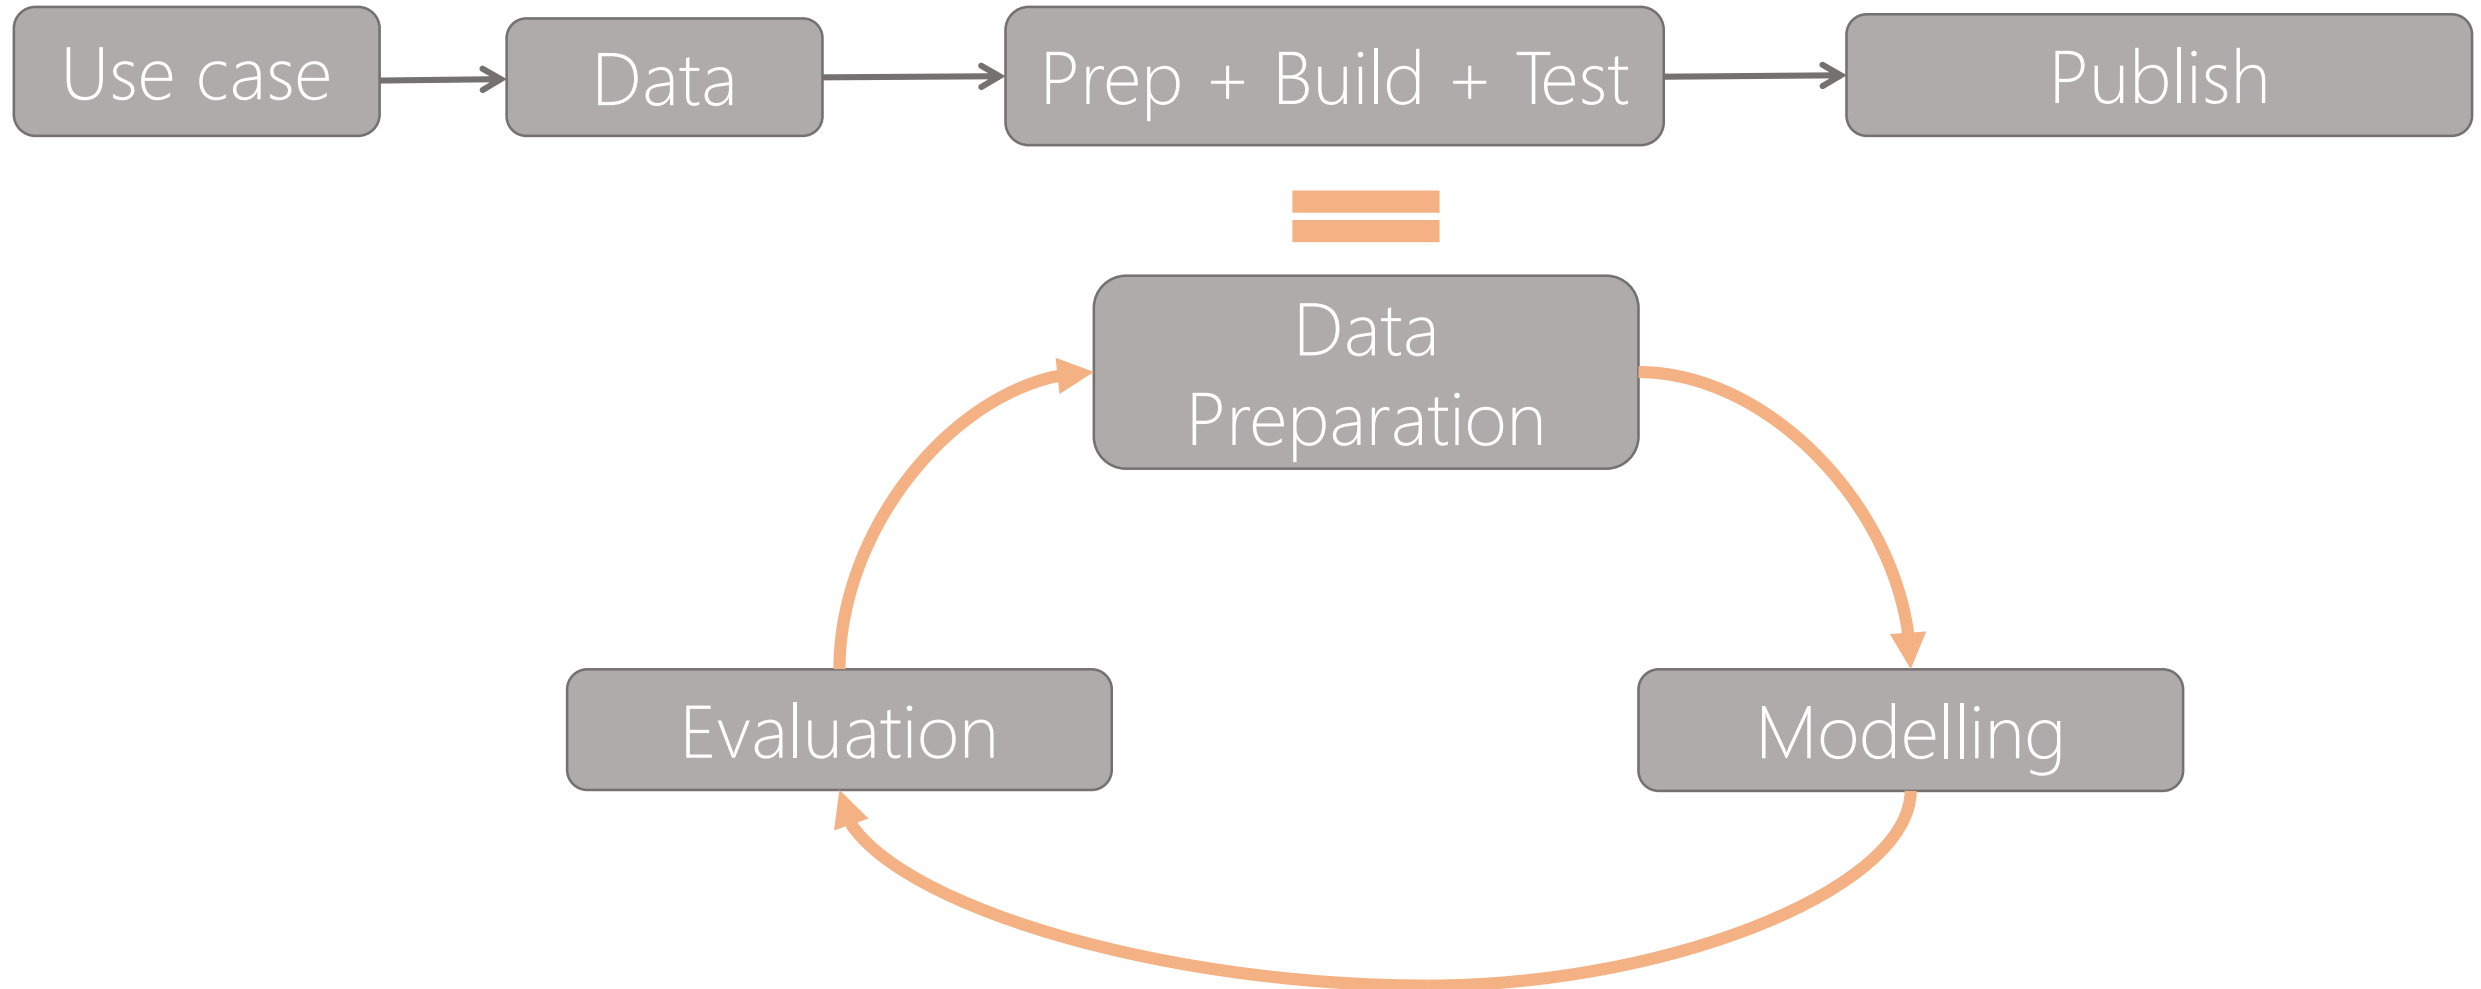 Use case
Data
Prep + Build + Test
Publish
Data
Preparation
Evaluation
Modelling